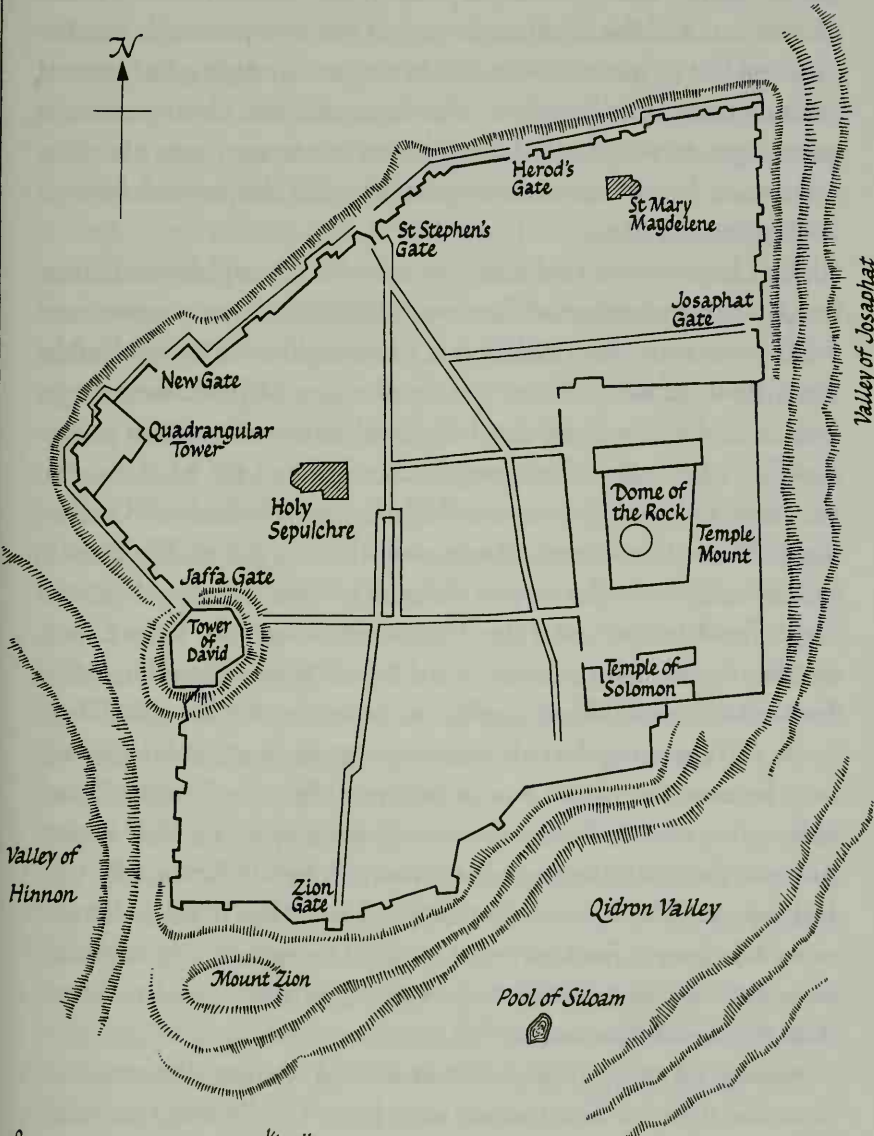 N
Herod's
Gate
St Mary
Magdelene
St Stephen's
Gate
Josaphat
Gate
Valley of Josaphat
New Gate
Quadrangular
Tower
Holy
Sepulchre
Dome of
the Rock
Temple
Mount
Jaffa Gate
Tower
of
David
Temple of
Solomon
Valley of
Hinnon
Zion
Gate
Qidron Valley
Mount Zion
Pool of Siloam